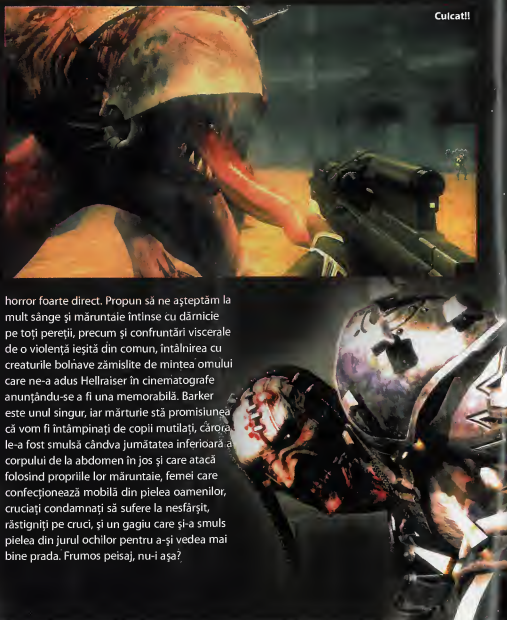 Culcat!!
horror foarte direct. Propun să ne așteptăm la
mult sânge și măruntaie întinse cu dărnicie
pe toți pereții, precum și confruntări viscerale
de o violență ieșită din comun, întâlnirea cu
creaturile bolnave zămislite de mintea omului
care ne-a adus Hellraiser în cinematografe
anunțându-se a fi una memorabilă. Barker
este unul singur, iar mărturie stă promisiunea
că vom fi întâmpinați de copii mutilați, cărora
le-a fost smulsă cândva jumătatea inferioară a
corpului de la abdomen în jos și care atacă
folosind propriile lor măruntaie, femei care
confecționează mobilă din pielea oamenilor,
cruciați condamnați să sufere la nesfârșit,
răstigniți pe cruci, și un gagiu care și-a smuls
pielea din jurul ochilor pentru a-și vedea mai
bine prada. Frumos peisaj, nu-i așa?